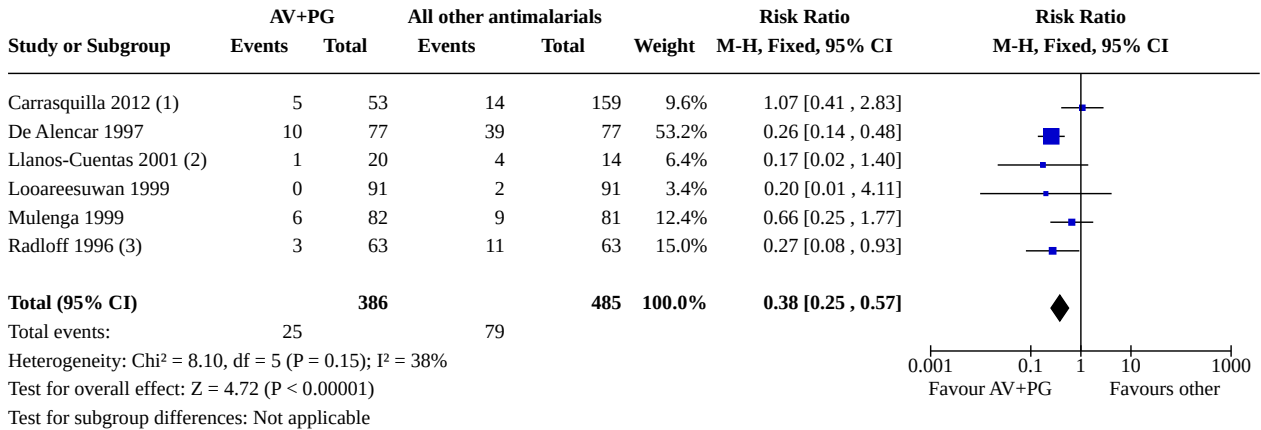 AV+PG All other antimalarials Risk Ratio Risk Ratio
Study or Subgroup Events Total Events Total Weight M-H, Fixed, 95% CI M-H, Fixed, 95% CI
Carrasquilla 2012 (1) 5 53 14 159 9.6% 1.07 [0.41 , 2.83]
De Alencar 1997 10 77 39 77 53.2% 0.26 [0.14 , 0.48]
Llanos-Cuentas 2001 (2) 1 20 4 14 6.4% 0.17 [0.02 , 1.40]
Looareesuwan 1999 0 91 2 91 3.4% 0.20 [0.01 , 4.11]
Mulenga 1999 6 82 9 81 12.4% 0.66 [0.25 , 1.77]
Radloff 1996 (3) 3 63 11 63 15.0% 0.27 [0.08 , 0.93]
Total (95% CI) 386 485 100.0% 0.38 [0.25 , 0.57]
Total events: 25 79
Heterogeneity: Chi² = 8.10, df = 5 (P = 0.15); I² = 38%
0.001 0.1 1 10 1000
Test for overall effect: Z = 4.72 (P < 0.00001) Favour AV+PG Favours other
Test for subgroup differences: Not applicable